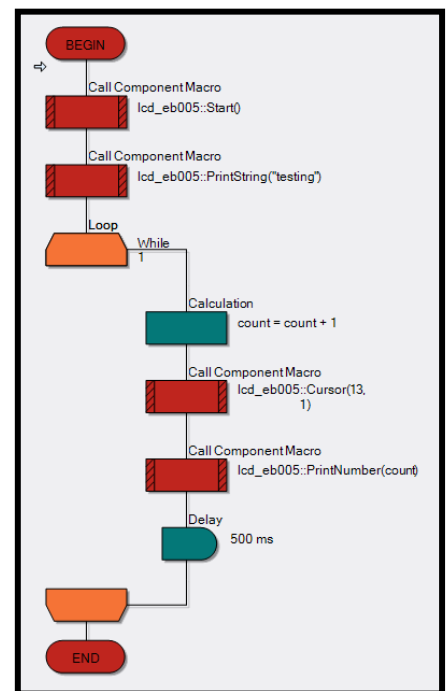 BEGIN
Call Component Macro
lcd_eb005::Start()
Call Component Macro
lcd_eb005::PrintString("testing")
Loop
While
1
Calculation
count = count + 1
Call Component Macro
lcd_eb005::Cursor(13,
1)
Call Component Macro
lcd_eb005::PrintNumber(count)
Delay
500 ms
END